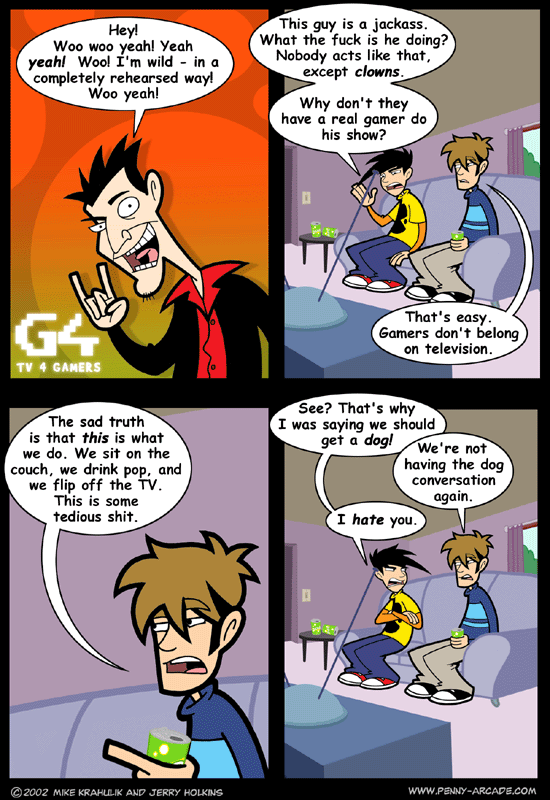 Hey!
Woo woo yeah! Yeah
yeah! Woo! I'm wild - in a
completely rehearsed way!
Woo yeah!
G4
TV 4 GAMERS
This guy is a jackass.
What the fuck is he doing?
Nobody acts like that,
except clowns.
Why don't they
have a real gamer do
his show?
That's easy.
Gamers don't belong
on television.
The sad truth
is that this is what
we do. We sit on the
couch, we drink pop, and
we flip off the TV.
This is some
tedious shit.
See? That's why
I was saying we should
get a dog!
We're not
having the dog
conversation
again.
I hate you.
©2002 MIKE KRAHULIK AND JERRY HOLKINS
WWW.PENNY-ARCADE.COM